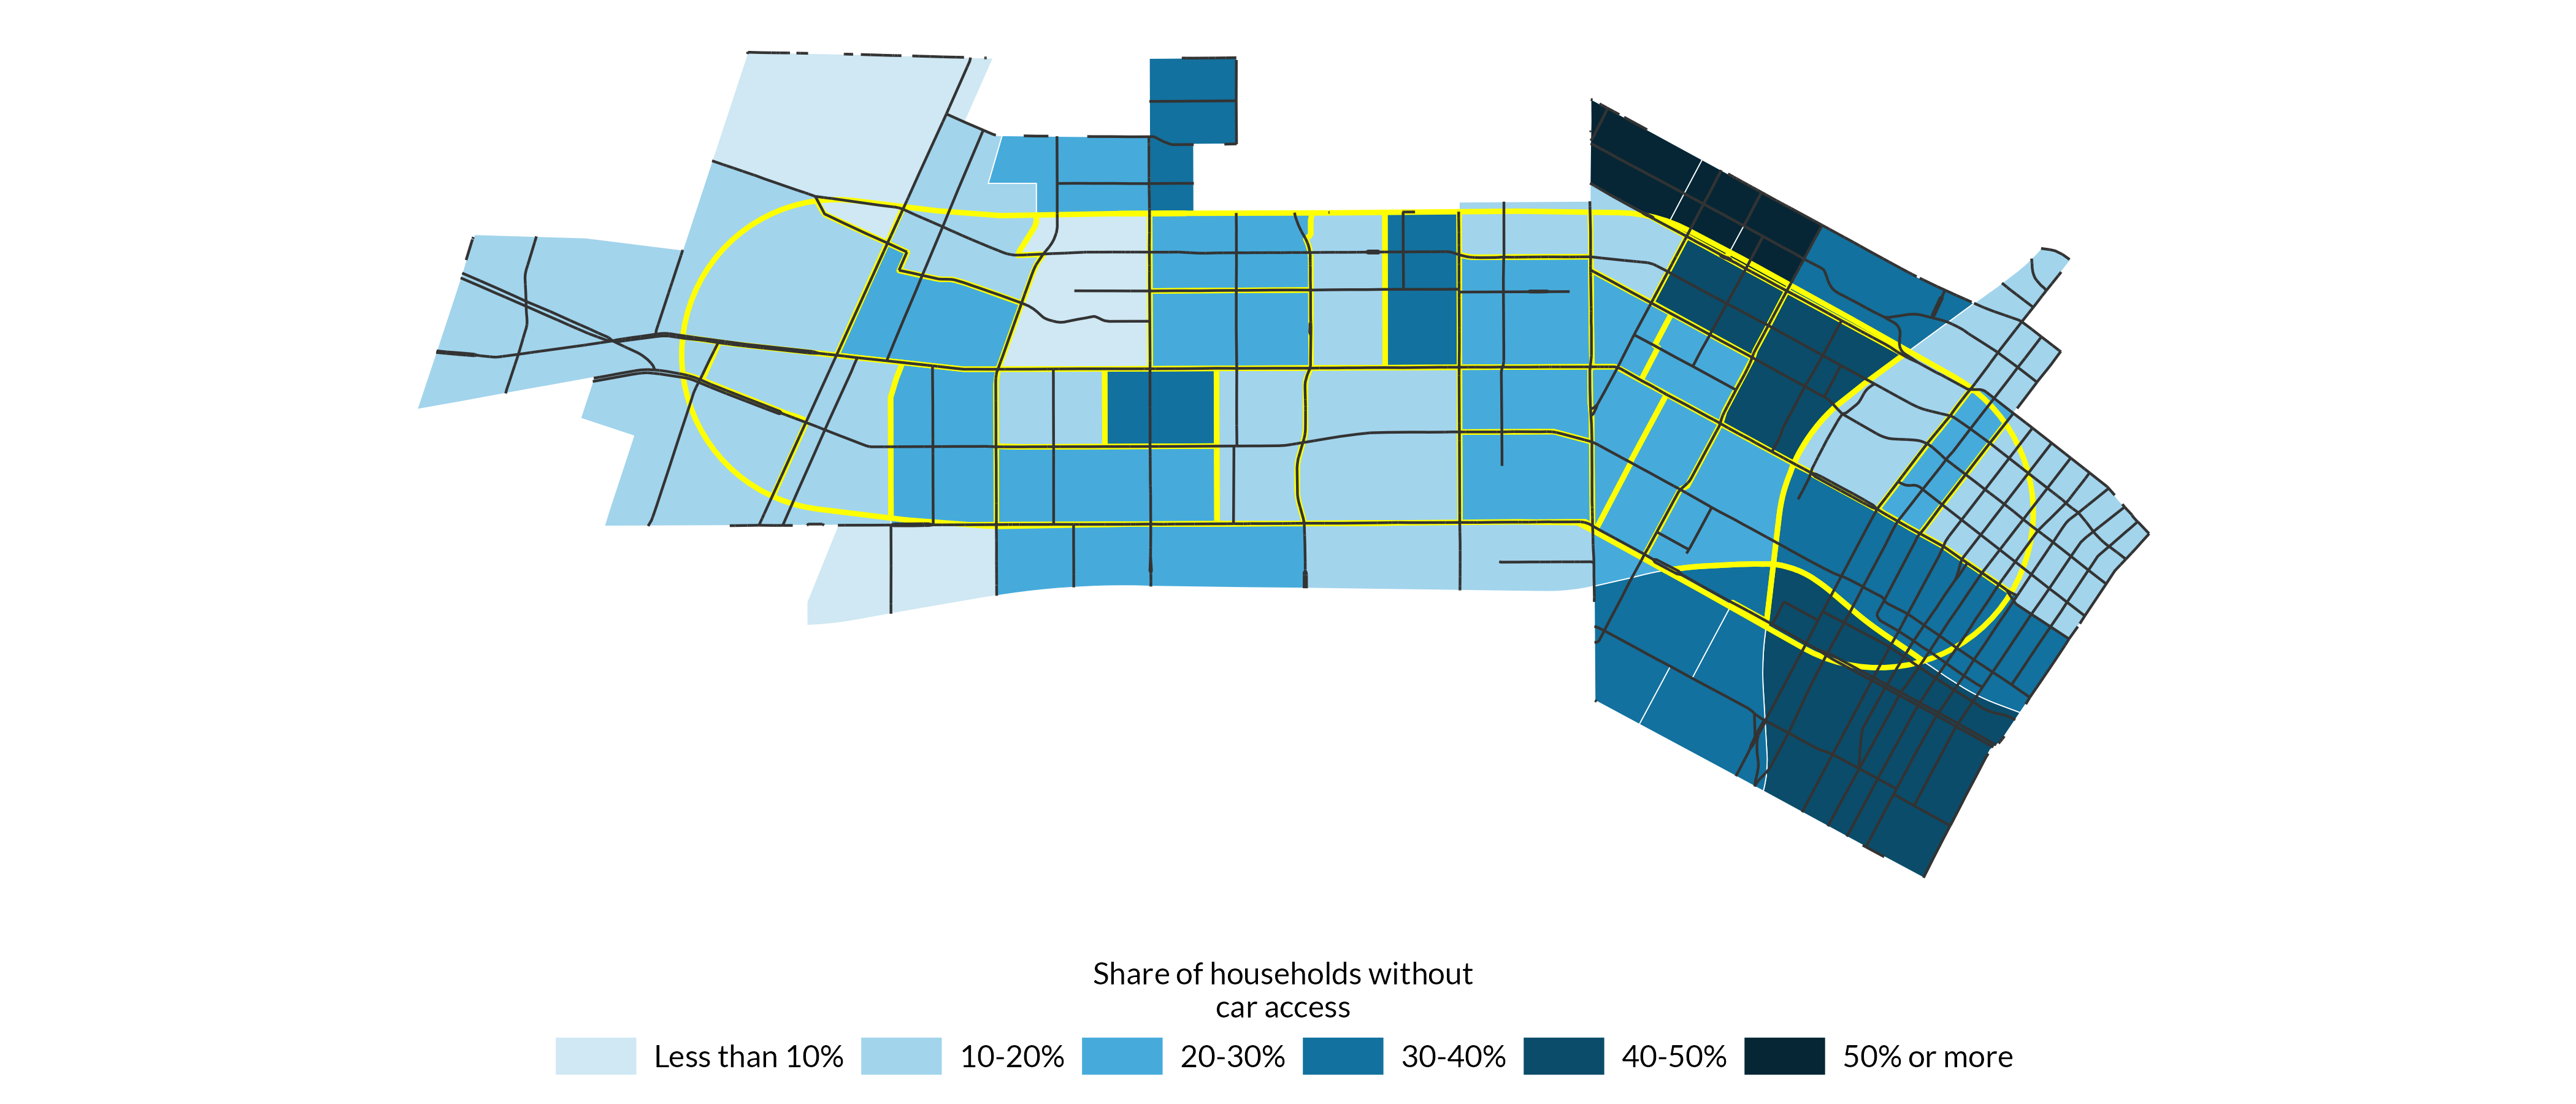 Share of households without
car access
Less than 10% 10-20% 20-30% 30-40% 40-50% 50% or more